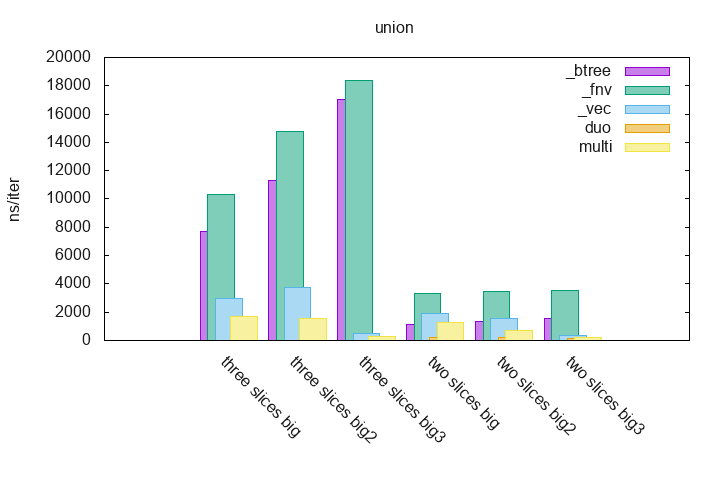 union
20000
18000
16000
14000
12000
10000
8000
6000
4000
2000
0
ns/iter
_btree
_fnv
_vec
duo
multi
three slices big
three slices big2
three slices big3
two slices big
two slices big2
two slices big3